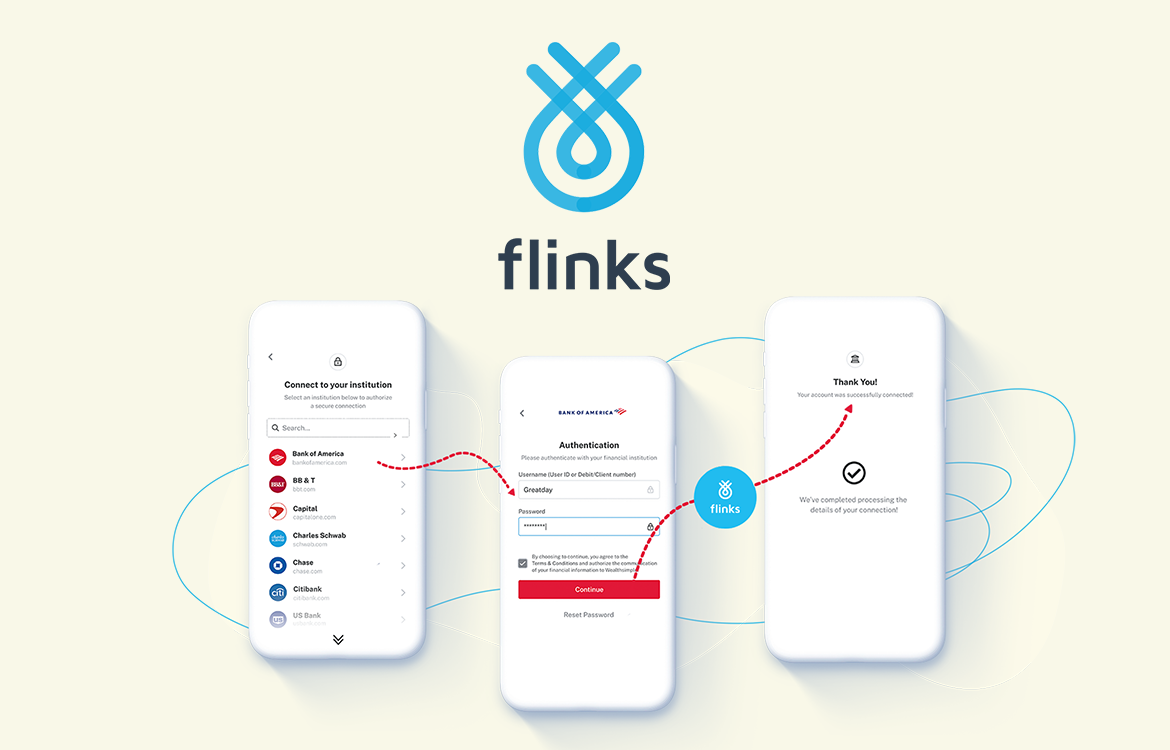 flinks
Connect to your institution
Select an institution below to authorize
a secure connection
Search...
Bank of America
bankofamerica.com
BB&T
BB & T
bbt.com
Capital
capitalone.com
charles
SCHWAB
Charles Schwab
schwab.com
Chase
chase.com
citi
Citibank
citibank.com
us
US Bank
BANK OF AMERICA
Authentication
Please authenticate with your financial institution
Username (User ID or Debit/Client number)
Greatday
Password
********
By choosing to continue, you agree to the
Terms & Conditions and authorize the communication
of your financial information to Wealthsimple
Continue
Reset Password
flinks
Thank You!
Your account was successfully connected!
We've completed processing the
details of your connection!